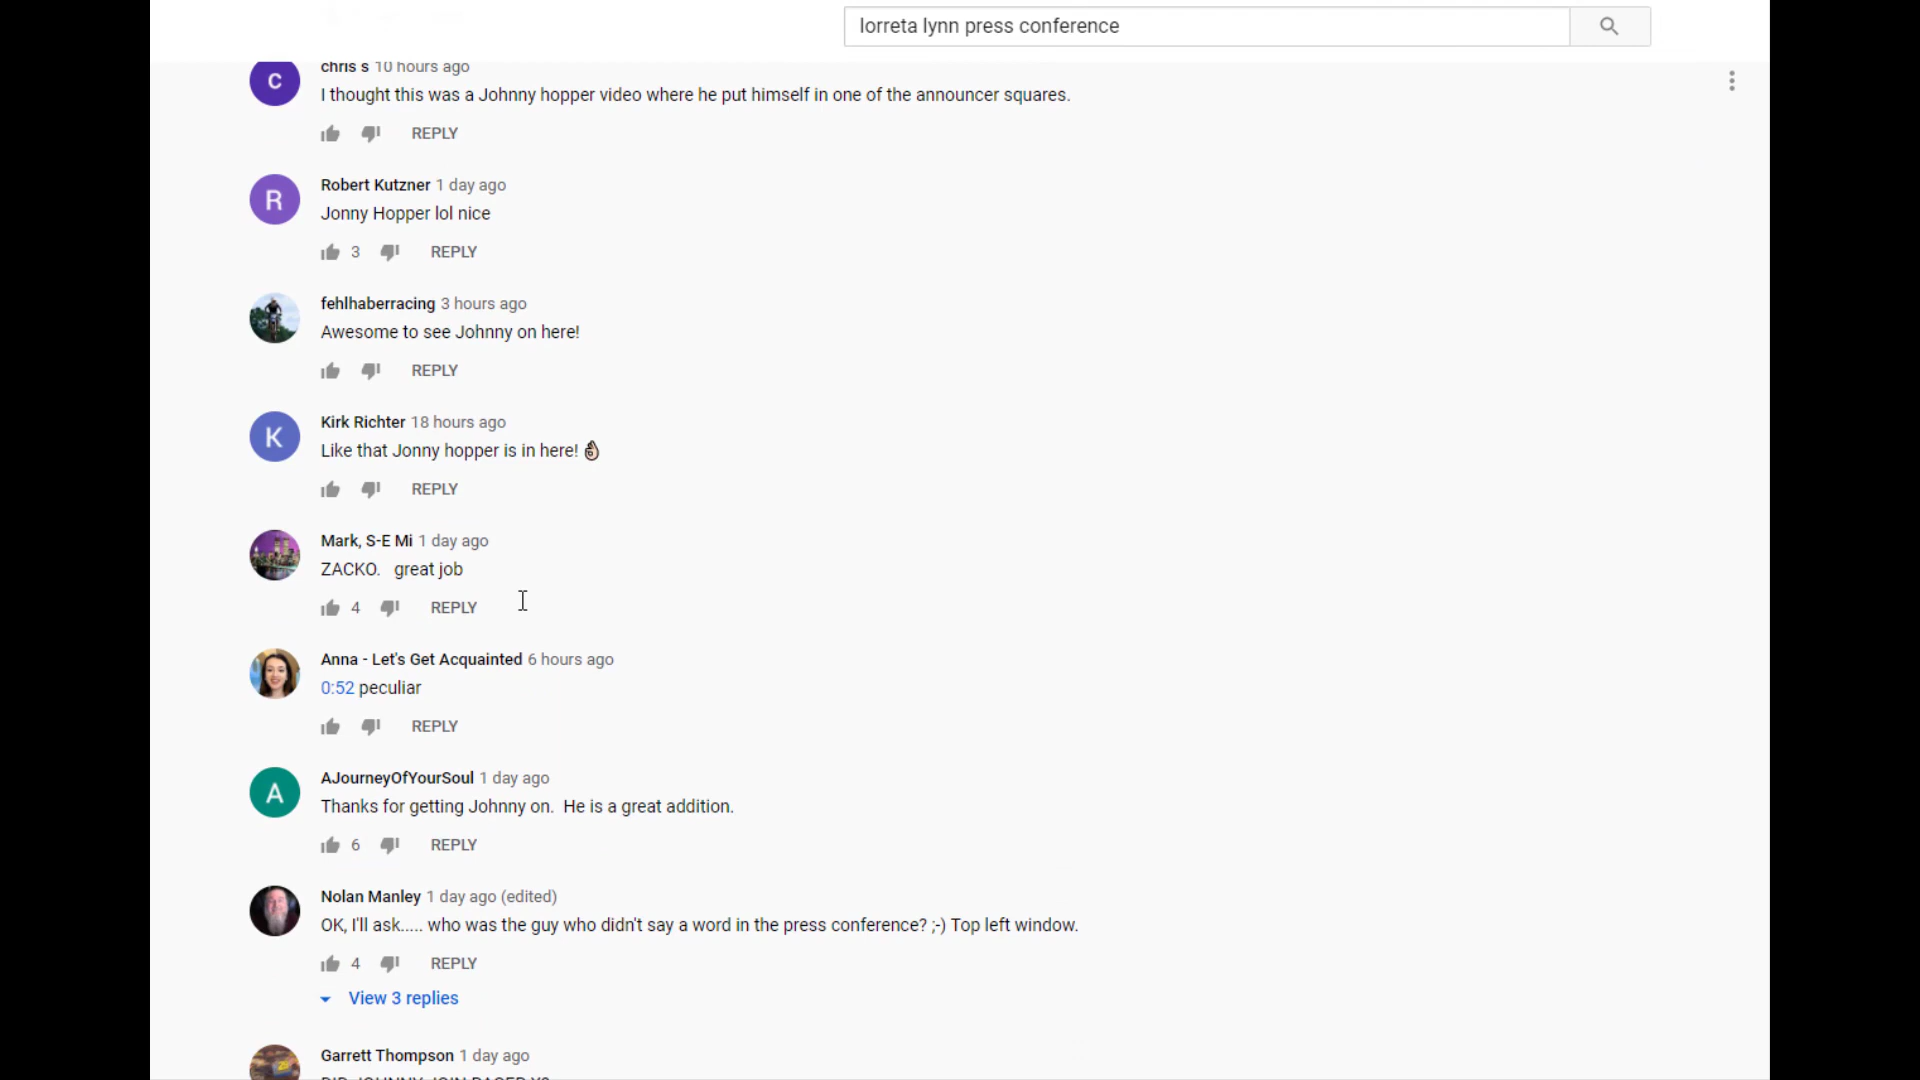 lorreta lynn press conference
C
chris s 10 hours ago
I thought this was a Johnny hopper video where he put himself in one of the announcer squares.
REPLY
R
Robert Kutzner 1 day ago
Jonny Hopper lol nice
3 REPLY
fehlhaberracing 3 hours ago
Awesome to see Johnny on here!
REPLY
K
Kirk Richter 18 hours ago
Like that Jonny hopper is in here! 👌🏻
REPLY
Mark, S-E Mi 1 day ago
ZACKO. great job
4 REPLY
Anna - Let's Get Acquainted 6 hours ago
0:52 peculiar
REPLY
A
AJourneyOfYourSoul 1 day ago
Thanks for getting Johnny on. He is a great addition.
6 REPLY
Nolan Manley 1 day ago (edited)
OK, I'll ask..... who was the guy who didn't say a word in the press conference? ;-) Top left window.
4 REPLY
View 3 replies
Garrett Thompson 1 day ago